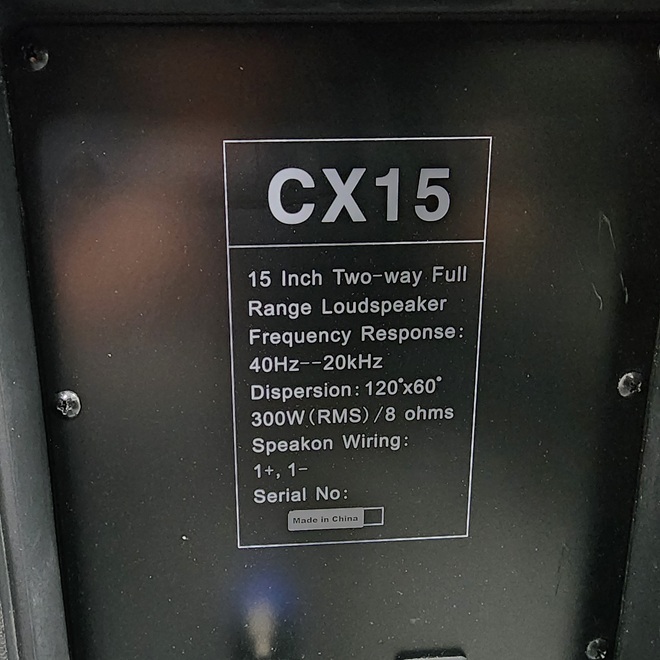 CX15
15 Inch Two-way Full
Range Loudspeaker
Frequency Response:
40Hz--20kHz
Dispersion: 120°x60°
300W(RMS)/8 ohms
Speakon Wiring:
1+, 1-
Serial No:
Made in China